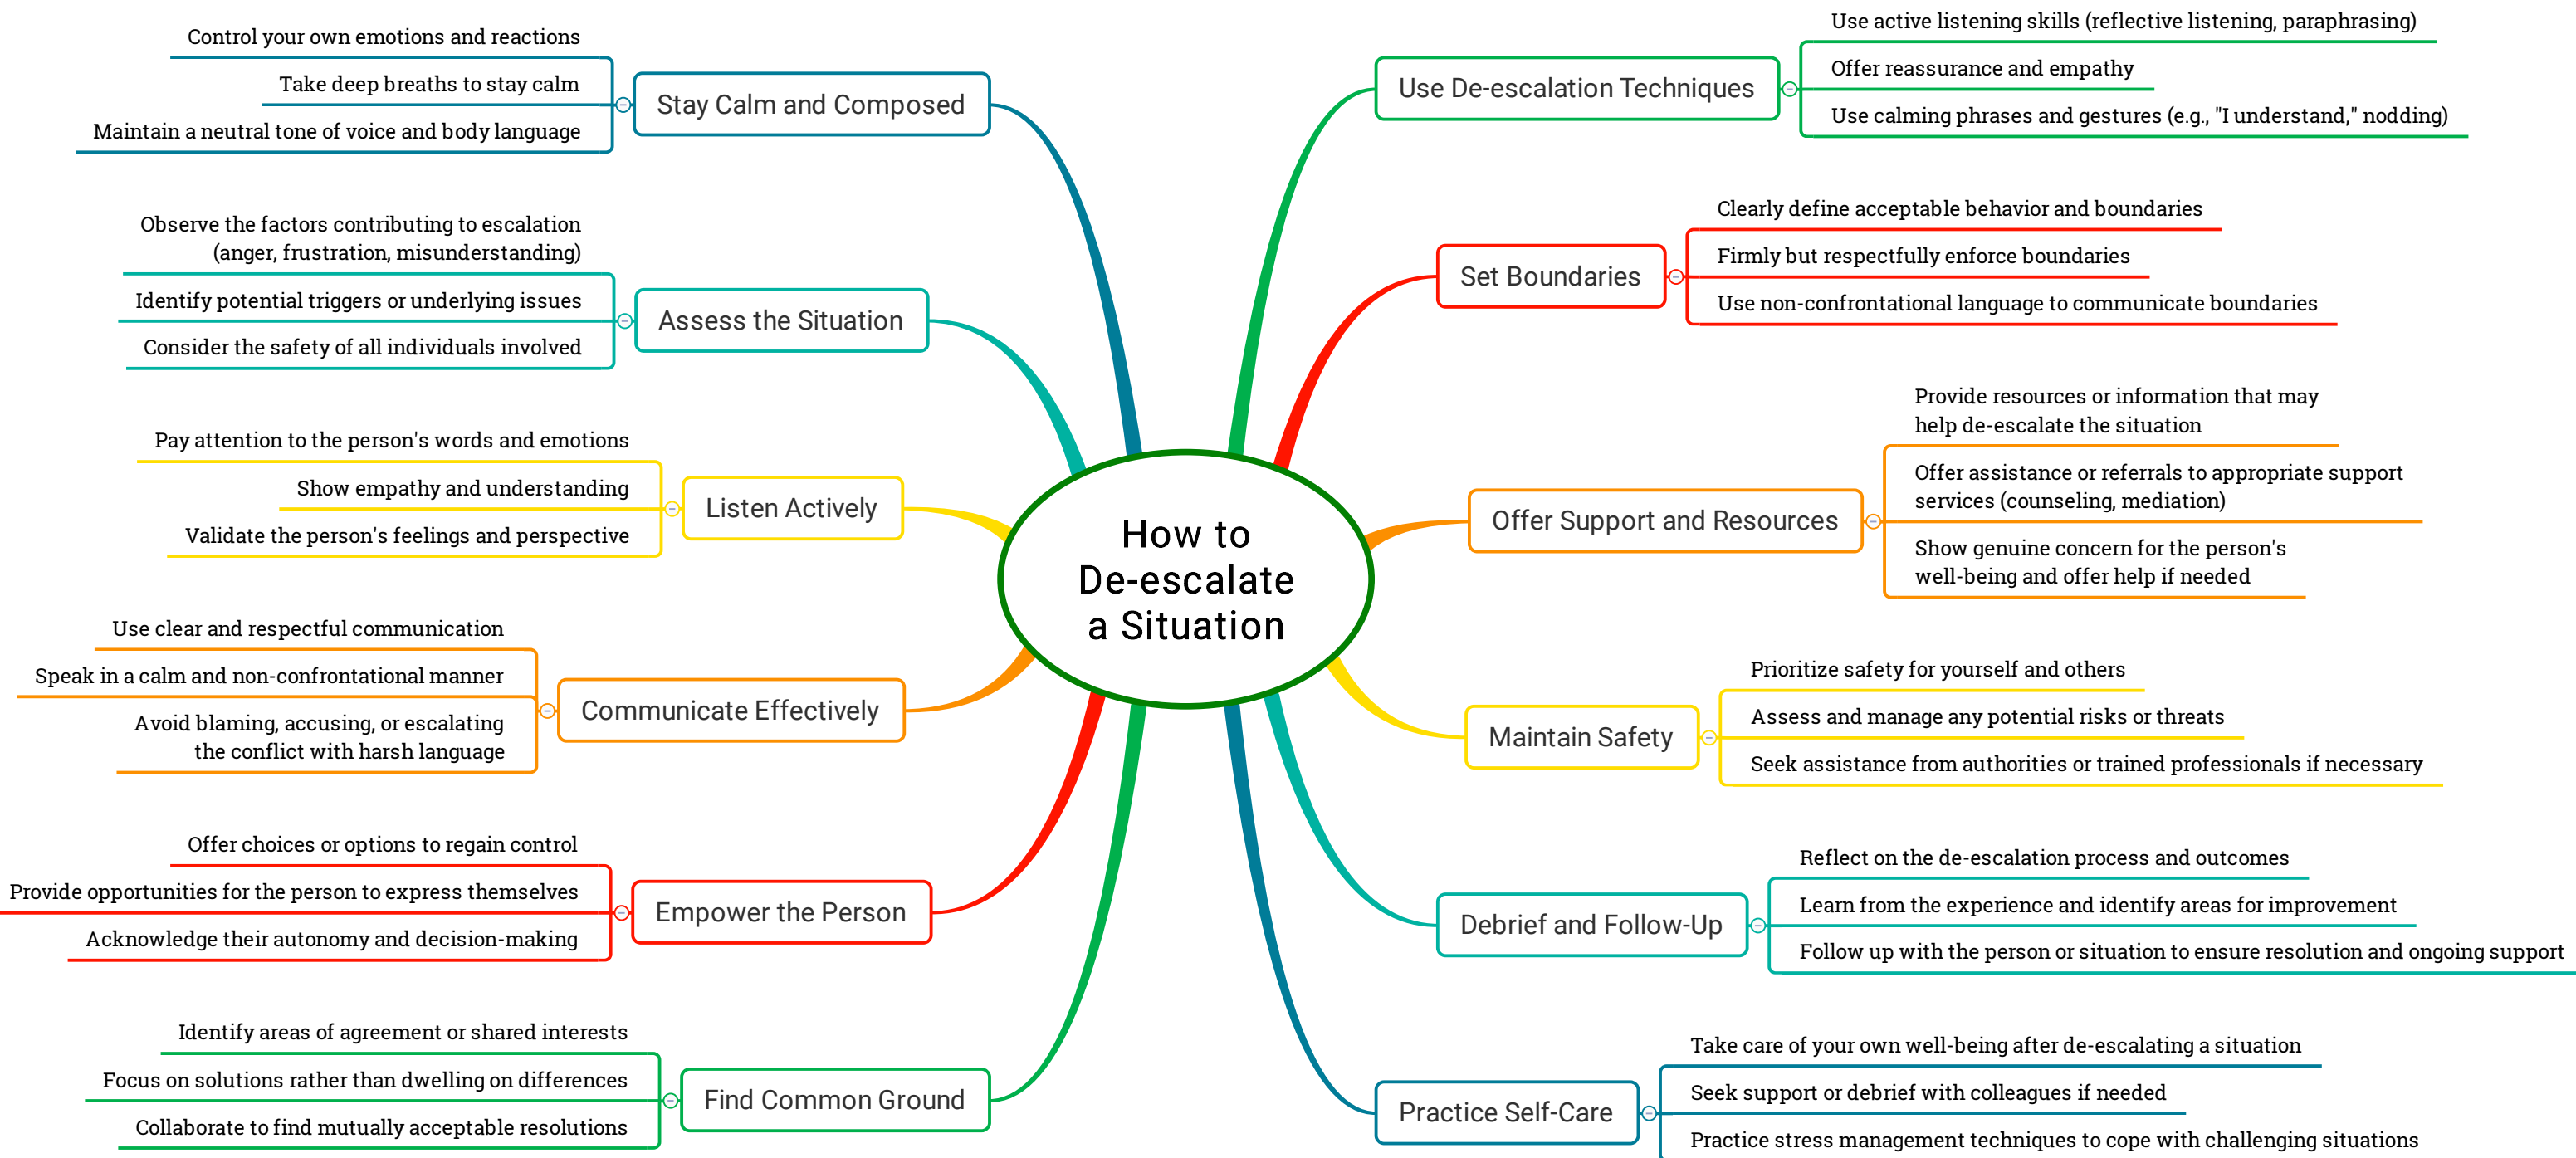 How to
De-escalate
a Situation
Stay Calm and Composed
Control your own emotions and reactions
Take deep breaths to stay calm
Maintain a neutral tone of voice and body language
Assess the Situation
Observe the factors contributing to escalation
(anger, frustration, misunderstanding)
Identify potential triggers or underlying issues
Consider the safety of all individuals involved
Listen Actively
Pay attention to the person's words and emotions
Show empathy and understanding
Validate the person's feelings and perspective
Communicate Effectively
Use clear and respectful communication
Speak in a calm and non-confrontational manner
Avoid blaming, accusing, or escalating
the conflict with harsh language
Empower the Person
Offer choices or options to regain control
Provide opportunities for the person to express themselves
Acknowledge their autonomy and decision-making
Find Common Ground
Identify areas of agreement or shared interests
Focus on solutions rather than dwelling on differences
Collaborate to find mutually acceptable resolutions
Use De-escalation Techniques
Use active listening skills (reflective listening, paraphrasing)
Offer reassurance and empathy
Use calming phrases and gestures (e.g., "I understand," nodding)
Set Boundaries
Clearly define acceptable behavior and boundaries
Firmly but respectfully enforce boundaries
Use non-confrontational language to communicate boundaries
Offer Support and Resources
Provide resources or information that may
help de-escalate the situation
Offer assistance or referrals to appropriate support
services (counseling, mediation)
Show genuine concern for the person's
well-being and offer help if needed
Maintain Safety
Prioritize safety for yourself and others
Assess and manage any potential risks or threats
Seek assistance from authorities or trained professionals if necessary
Debrief and Follow-Up
Reflect on the de-escalation process and outcomes
Learn from the experience and identify areas for improvement
Follow up with the person or situation to ensure resolution and ongoing support
Practice Self-Care
Take care of your own well-being after de-escalating a situation
Seek support or debrief with colleagues if needed
Practice stress management techniques to cope with challenging situations